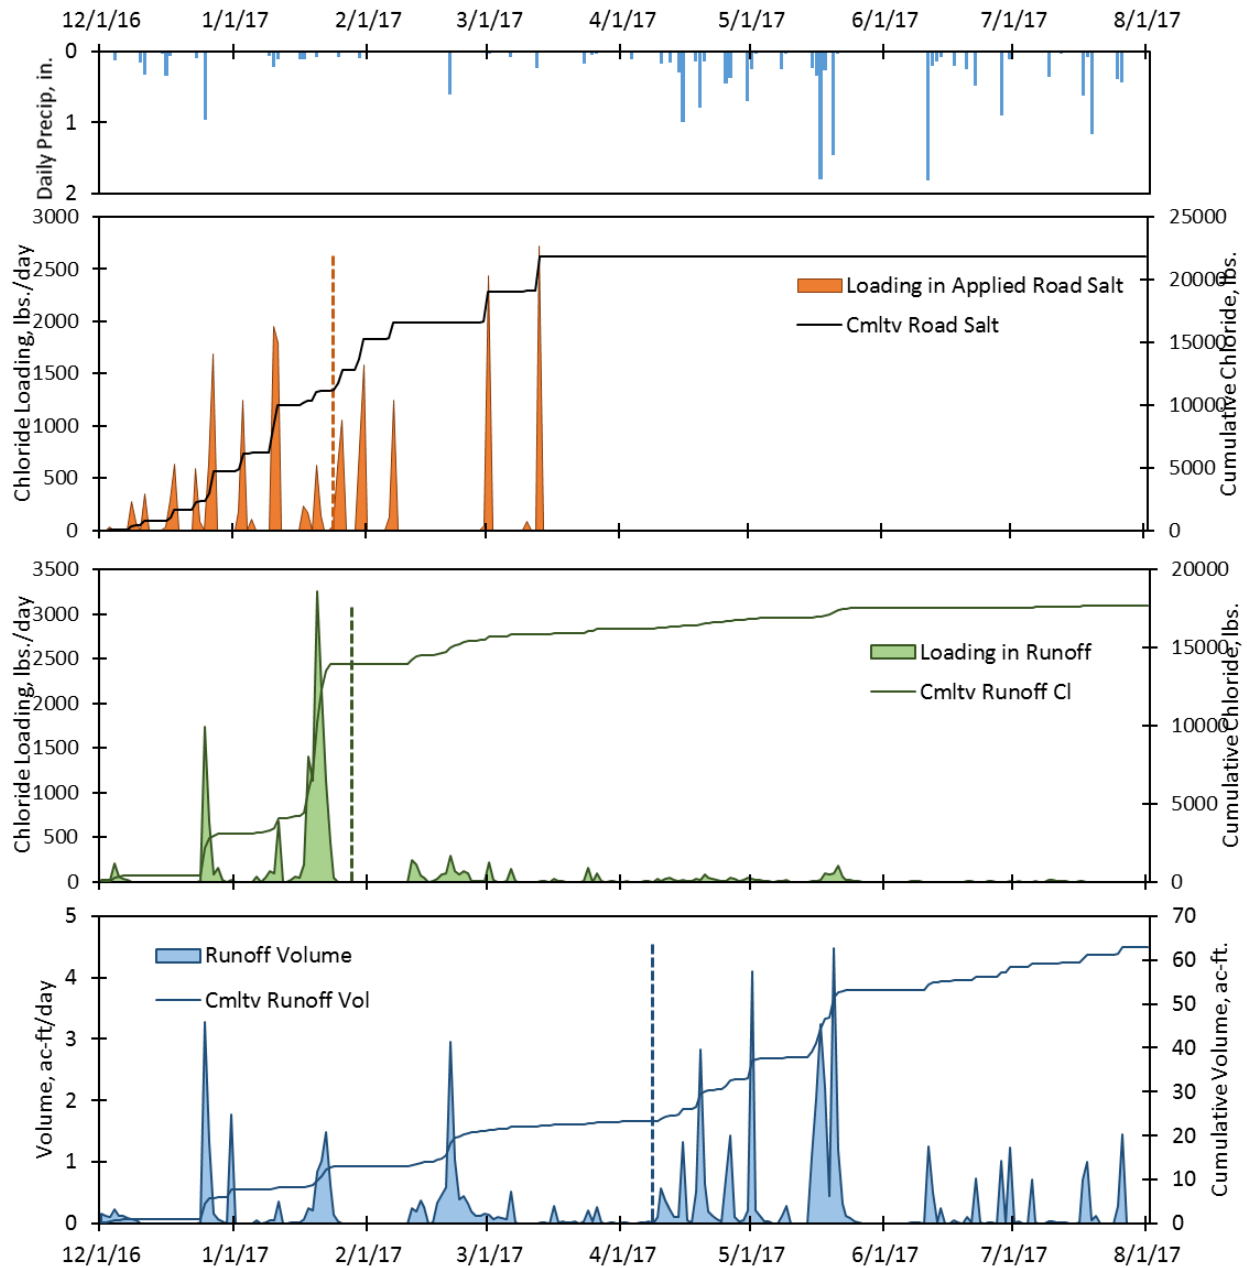 12/1/16 1/1/17 2/1/17 3/1/17 4/1/17 5/1/17 6/1/17 7/1/17 8/1/17
Daily Precip, in.
0
1
2
Chloride Loading, lbs./day
3000
2500
2000
1500
1000
500
0
Loading in Applied Road Salt
Cmltv Road Salt
25000
20000
15000
10000
5000
0
Cumulative Chloride, lbs.
Chloride Loading, lbs./day
3500
3000
2500
2000
1500
1000
500
0
Loading in Runoff
Cmltv Runoff Cl
20000
15000
10000
5000
0
Cumulative Chloride, lbs.
Volume, ac-ft/day
5
4
3
2
1
0
Runoff Volume
Cmltv Runoff Vol
70
60
50
40
30
20
10
0
Cumulative Volume, ac-ft.
12/1/16 1/1/17 2/1/17 3/1/17 4/1/17 5/1/17 6/1/17 7/1/17 8/1/17